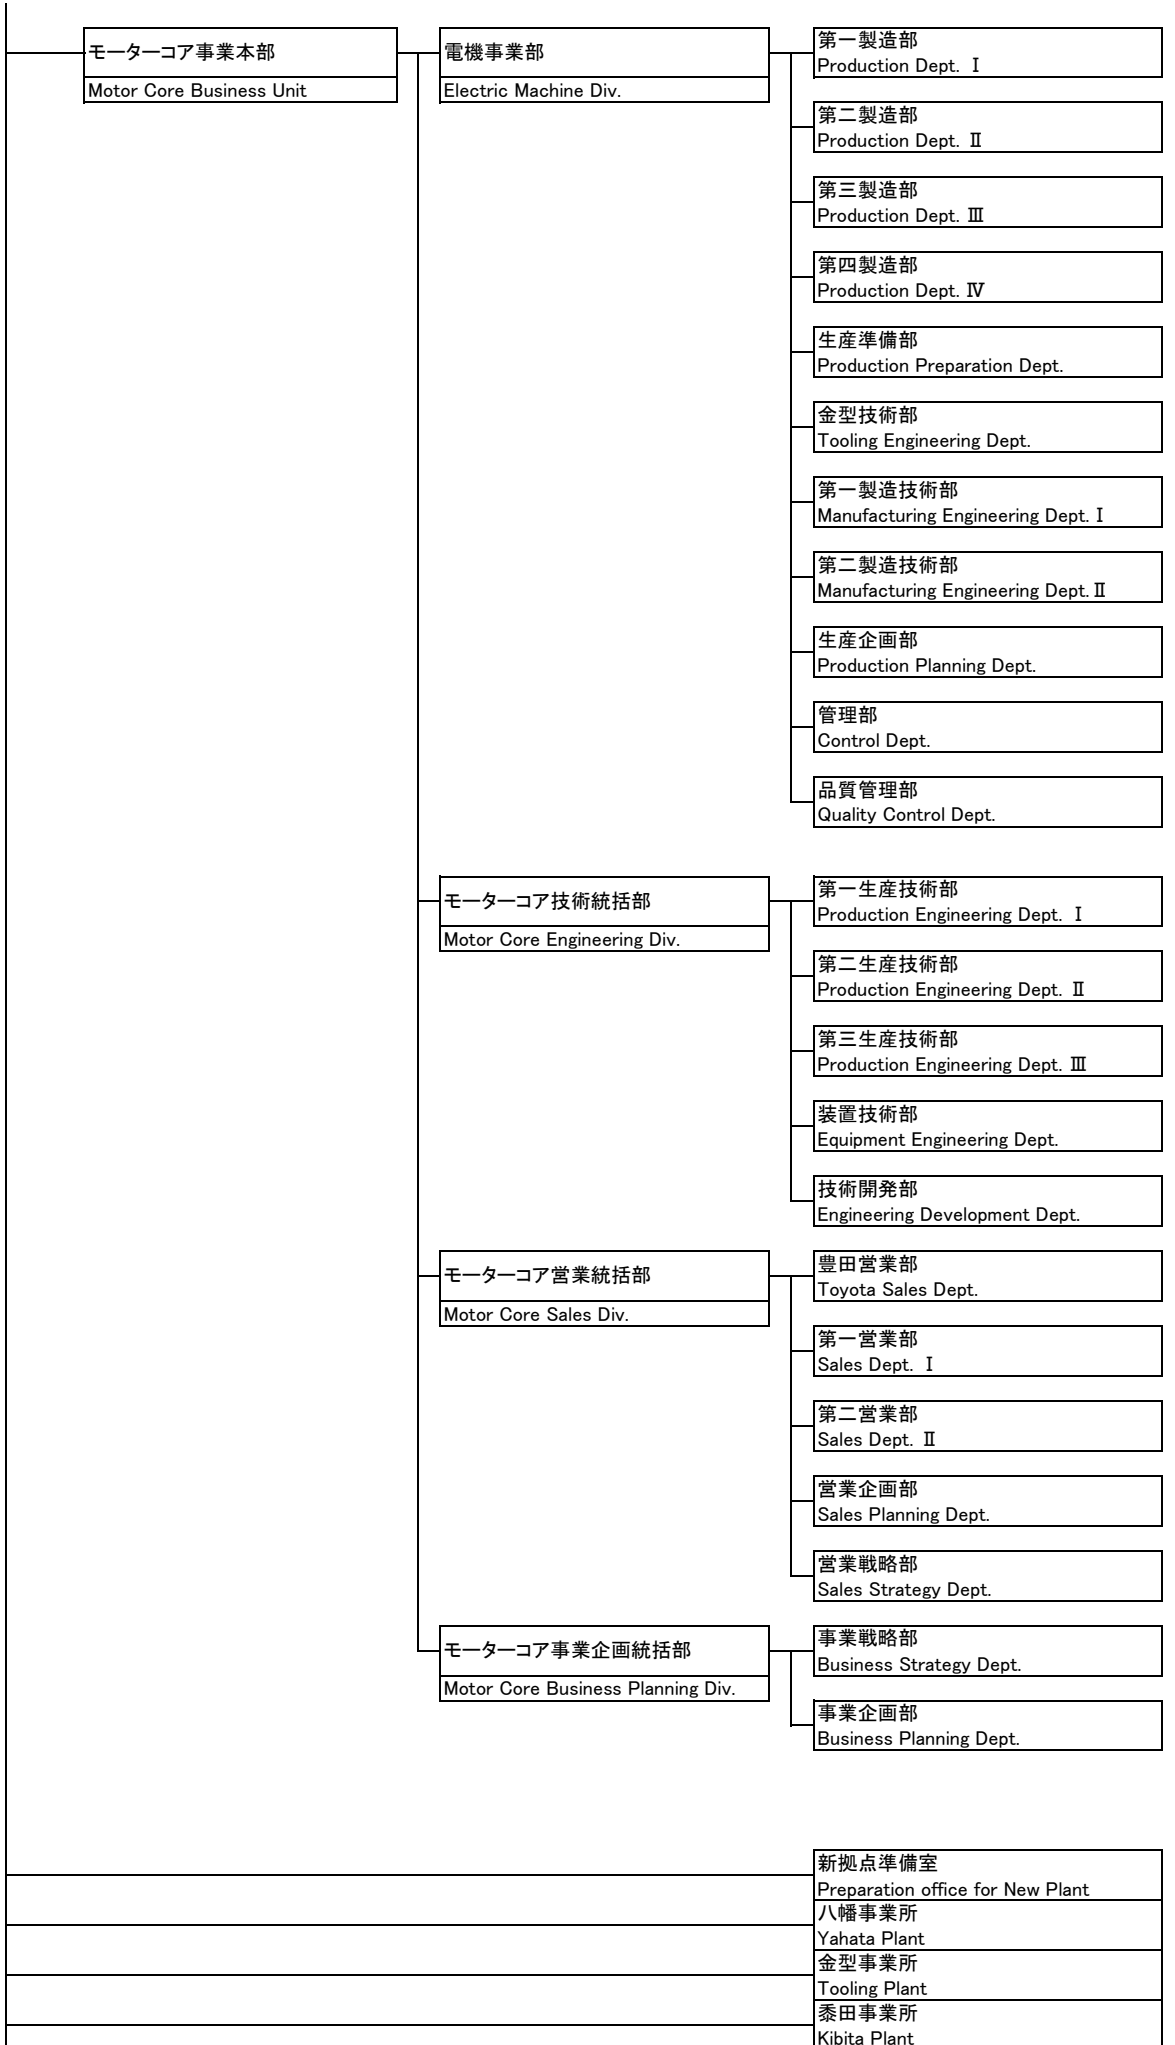 モーターコア事業本部
Motor Core Business Unit
電機事業部
Electric Machine Div.
第一製造部
Production Dept. Ⅰ
第二製造部
Production Dept. Ⅱ
第三製造部
Production Dept. Ⅲ
第四製造部
Production Dept. Ⅳ
生産準備部
Production Preparation Dept.
金型技術部
Tooling Engineering Dept.
第一製造技術部
Manufacturing Engineering Dept. Ⅰ
第二製造技術部
Manufacturing Engineering Dept. Ⅱ
生産企画部
Production Planning Dept.
管理部
Control Dept.
品質管理部
Quality Control Dept.
モーターコア技術統括部
Motor Core Engineering Div.
第一生産技術部
Production Engineering Dept. Ⅰ
第二生産技術部
Production Engineering Dept. Ⅱ
第三生産技術部
Production Engineering Dept. Ⅲ
装置技術部
Equipment Engineering Dept.
技術開発部
Engineering Development Dept.
モーターコア営業統括部
Motor Core Sales Div.
豊田営業部
Toyota Sales Dept.
第一営業部
Sales Dept. Ⅰ
第二営業部
Sales Dept. Ⅱ
営業企画部
Sales Planning Dept.
営業戦略部
Sales Strategy Dept.
モーターコア事業企画統括部
Motor Core Business Planning Div.
事業戦略部
Business Strategy Dept.
事業企画部
Business Planning Dept.
新拠点準備室
Preparation office for New Plant
八幡事業所
Yahata Plant
金型事業所
Tooling Plant
黍田事業所
Kibita Plant